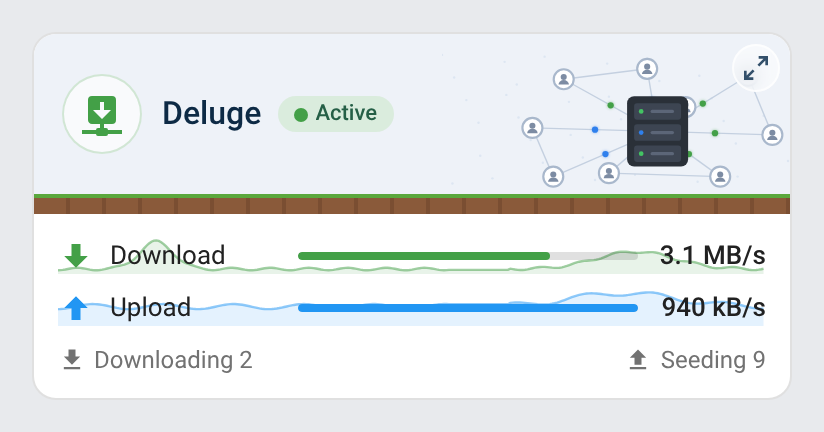 Deluge
Active
Download 3.1 MB/s
Upload 940 kB/s
Downloading 2 Seeding 9